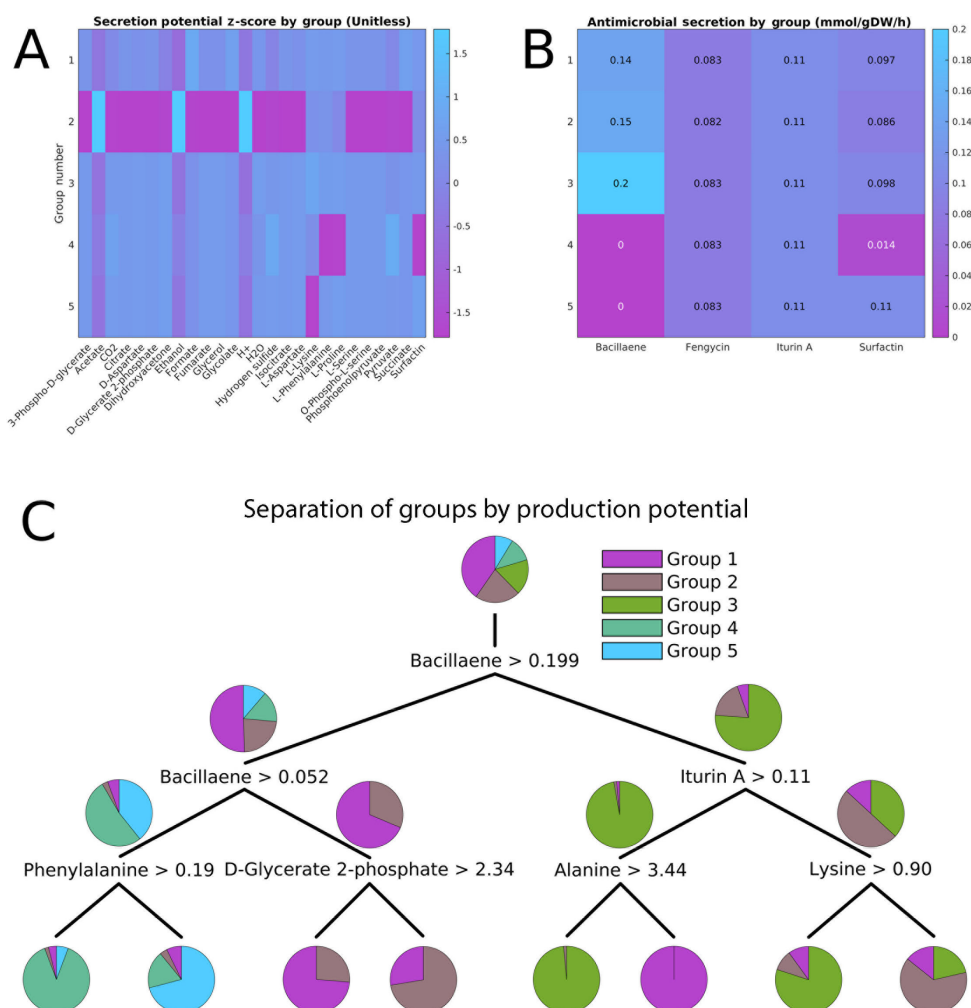 A
Secretion potential z-score by group (Unitless)
Group number
1
2
3
4
5
1.5
1
0.5
0
-0.5
-1
-1.5
3-Phospho-D-glycerate
Acetate
CO2
Citrate
D-Aspartate
D-Glycerate 2-phosphate
Dihydroxyacetone
Ethanol
Formate
Fumarate
Glycerol
Glycolate
H+
H2O
Hydrogen sulfide
Isocitrate
L-Aspartate
L-Lysine
L-Phenylalanine
L-Proline
L-Serine
O-Phospho-L-serine
Phosphoenolpyruvate
Pyruvate
Succinate
Surfactin
B
Antimicrobial secretion by group (mmol/gDW/h)
1 0.14 0.083 0.11 0.097
2 0.15 0.082 0.11 0.086
3 0.2 0.083 0.11 0.098
4 0 0.083 0.11 0.014
5 0 0.083 0.11 0.11
Bacillaene Fengycin Iturin A Surfactin
0.2
0.18
0.16
0.14
0.12
0.1
0.08
0.06
0.04
0.02
0
C
Separation of groups by production potential
Group 1
Group 2
Group 3
Group 4
Group 5
Bacillaene > 0.199
Bacillaene > 0.052
Iturin A > 0.11
Phenylalanine > 0.19
D-Glycerate 2-phosphate > 2.34
Alanine > 3.44
Lysine > 0.90